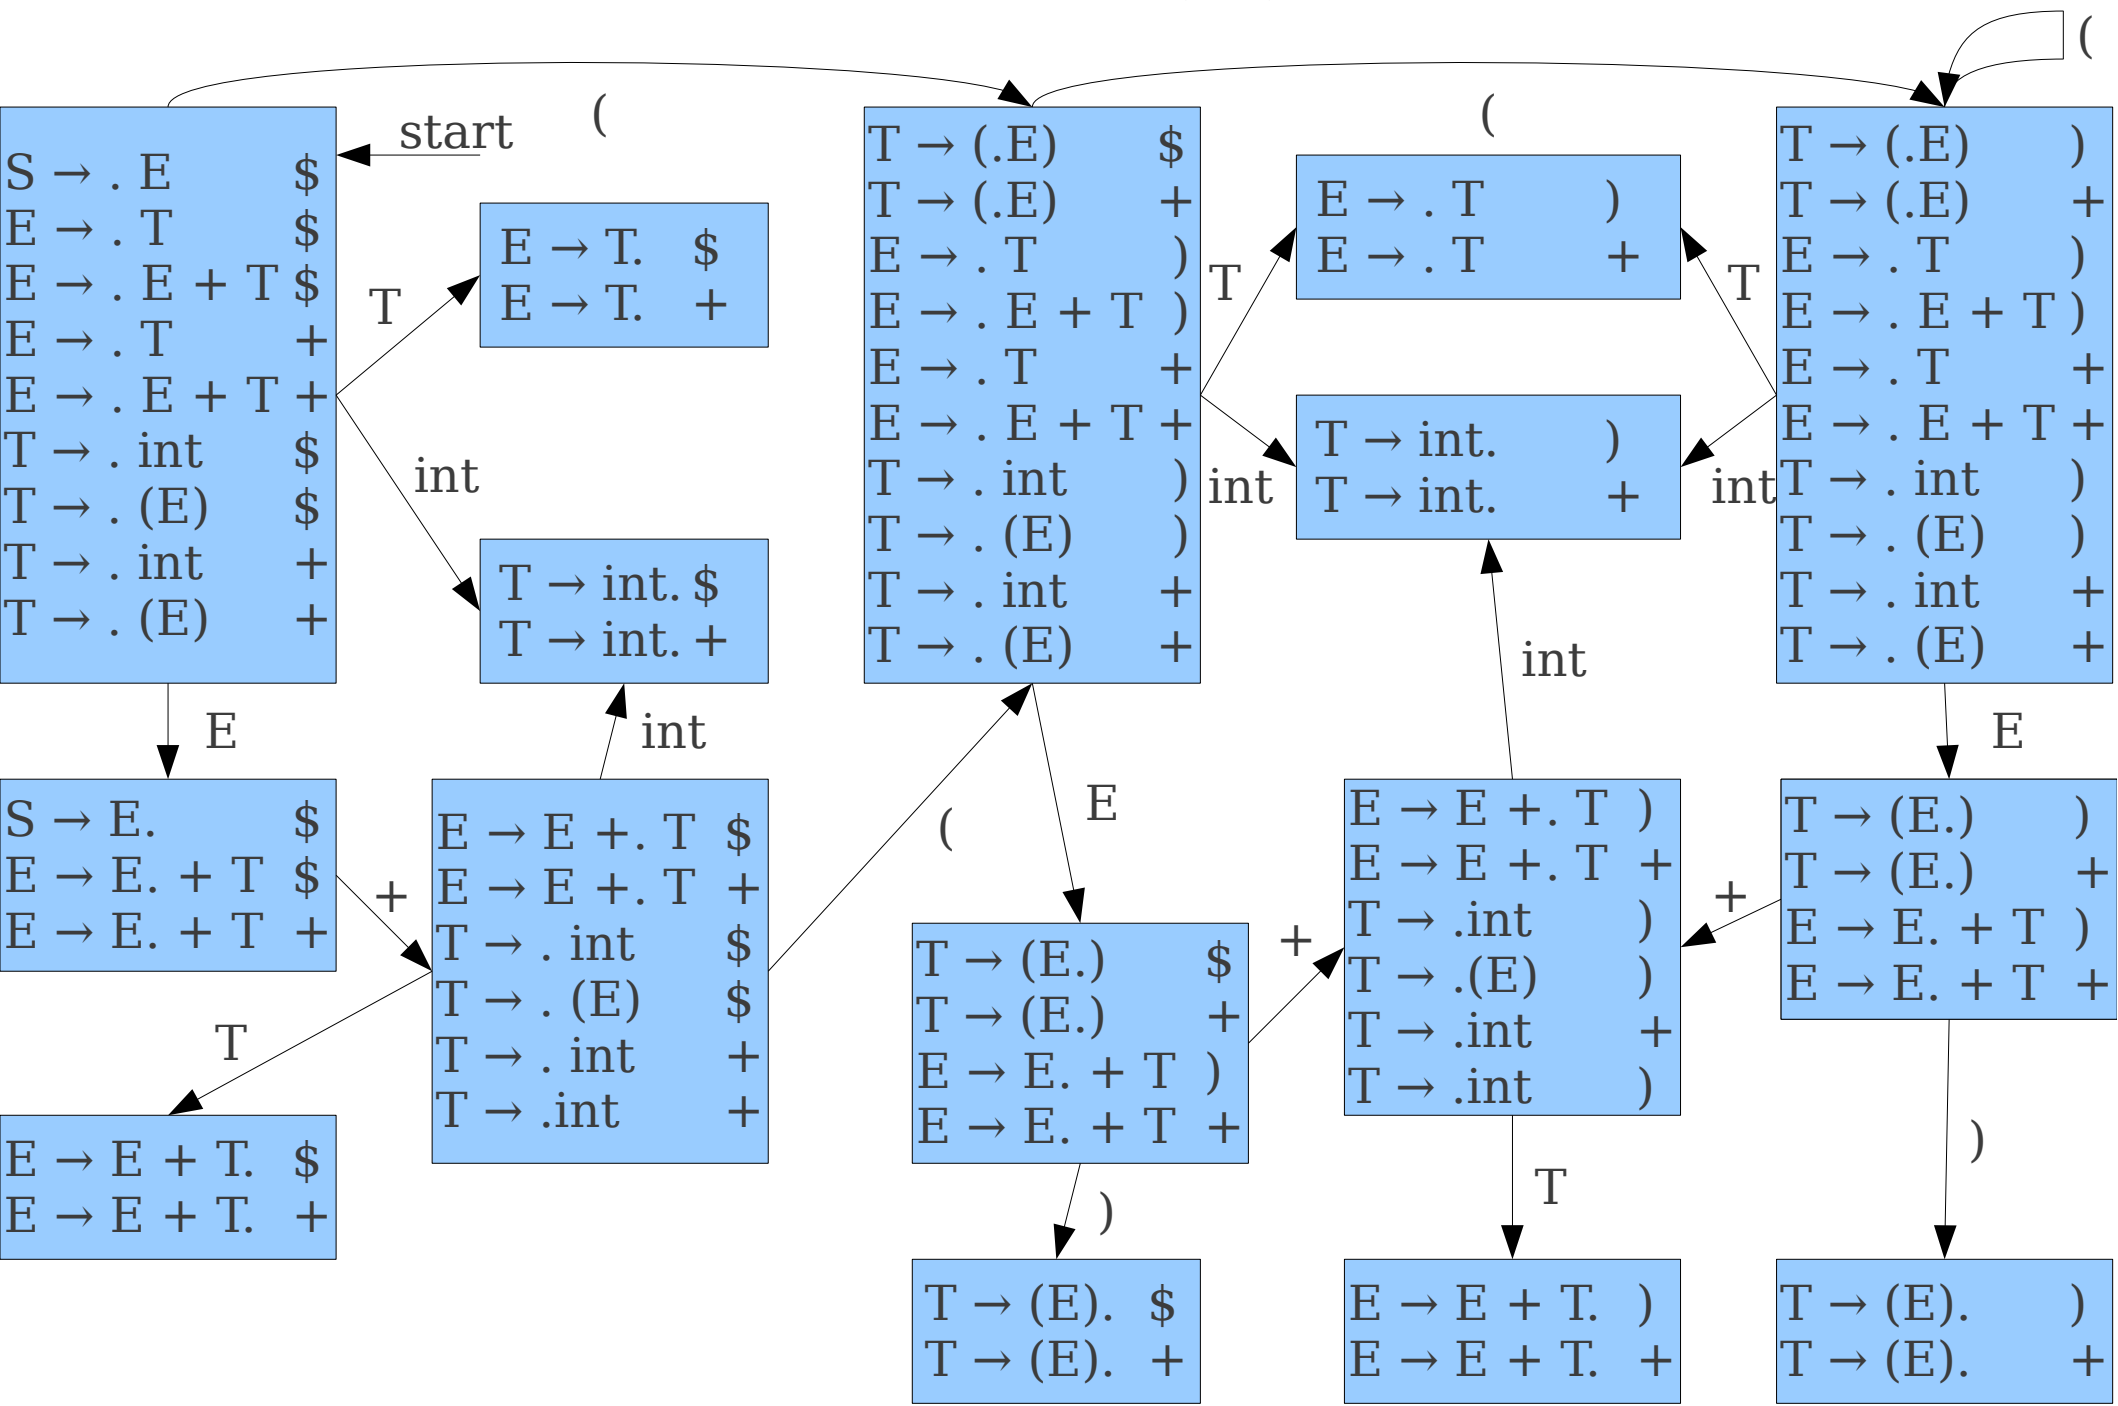 (
start
(
(
S → . E $
E → . T $
E → . E + T $
E → . T +
E → . E + T +
T → . int $
T → . (E) $
T → . int +
T → . (E) +
T
E → T. $
E → T. +
int
T → int. $
T → int. +
T → (.E) $
T → (.E) +
E → . T )
E → . E + T )
E → . T +
E → . E + T +
T → . int )
T → . (E) )
T → . int +
T → . (E) +
T
E → . T )
E → . T +
T
int
T → int. )
T → int. +
int
T → (.E) )
T → (.E) +
E → . T )
E → . E + T )
E → . T +
E → . E + T +
T → . int )
T → . (E) )
T → . int +
T → . (E) +
E
int
(
E
int
E
S → E. $
E → E. + T $
E → E. + T +
+
E → E +. T $
E → E +. T +
T → . int $
T → . (E) $
T → . int +
T → .int +
T
E → E + T. $
E → E + T. +
T → (E.) $
T → (E.) +
E → E. + T )
E → E. + T +
+
E → E +. T )
E → E +. T +
T → .int )
T → .(E) )
T → .int +
T → .int )
+
T → (E.) )
T → (E.) +
E → E. + T )
E → E. + T +
)
T
)
T → (E). $
T → (E). +
E → E + T. )
E → E + T. +
T → (E). )
T → (E). +